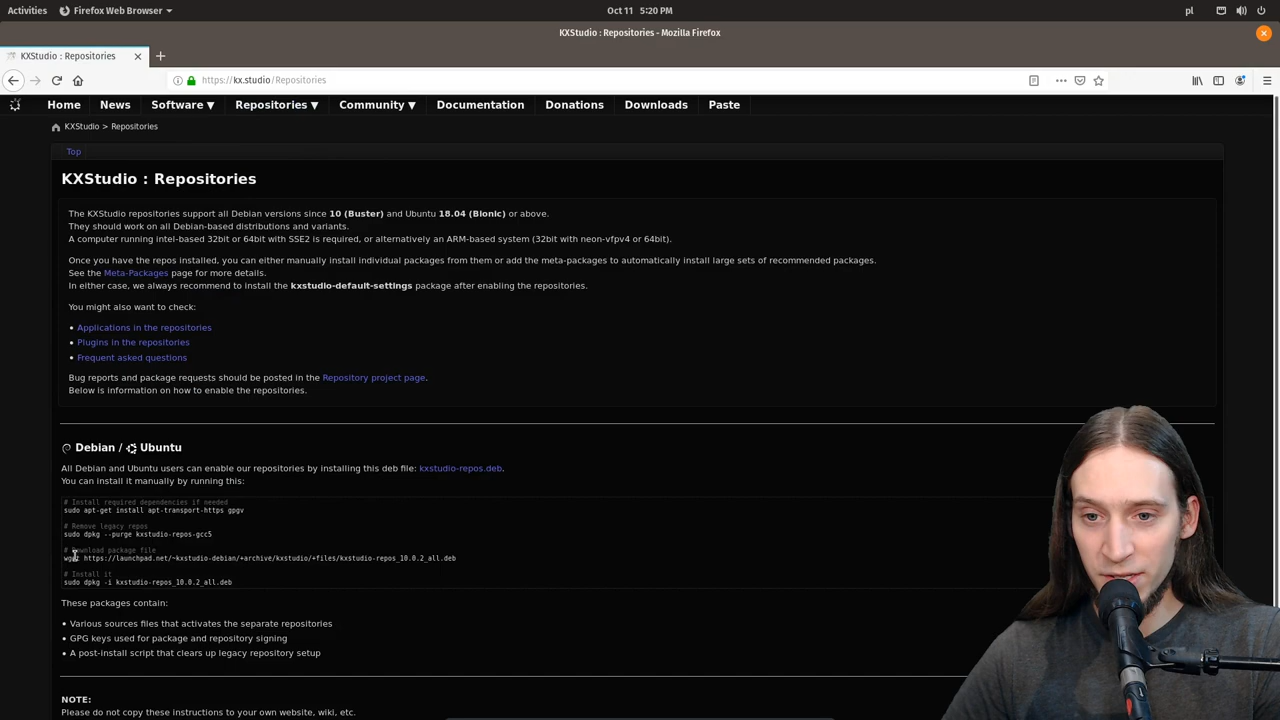 Activities
Firefox Web Browser
Oct 11 5:20 PM
pl
KXStudio : Repositories - Mozilla Firefox
KXStudio : Repositories
https://kx.studio/Repositories
Home
News
Software ▼
Repositories ▼
Community ▼
Documentation
Donations
Downloads
Paste
KXStudio > Repositories
Top
KXStudio : Repositories
The KXStudio repositories support all Debian versions since 10 (Buster) and Ubuntu 18.04 (Bionic) or above.
They should work on all Debian-based distributions and variants.
A computer running intel-based 32bit or 64bit with SSE2 is required, or alternatively an ARM-based system (32bit with neon-vfpv4 or 64bit).
Once you have the repos installed, you can either manually install individual packages from them or add the meta-packages to automatically install large sets of recommended packages.
See the Meta-Packages page for more details.
In either case, we always recommend to install the kxstudio-default-settings package after enabling the repositories.
You might also want to check:
• Applications in the repositories
• Plugins in the repositories
• Frequent asked questions
Bug reports and package requests should be posted in the Repository project page.
Below is information on how to enable the repositories.
Debian / Ubuntu
All Debian and Ubuntu users can enable our repositories by installing this deb file: kxstudio-repos.deb.
You can install it manually by running this:
# Install required dependencies if needed
sudo apt-get install apt-transport-https gpgv
# Remove legacy repos
sudo dpkg --purge kxstudio-repos-gcc5
# Download package file
wget https://launchpad.net/~kxstudio-debian/+archive/kxstudio/+files/kxstudio-repos_10.0.2_all.deb
# Install it
sudo dpkg -i kxstudio-repos_10.0.2_all.deb
These packages contain:
• Various sources files that activates the separate repositories
• GPG keys used for package and repository signing
• A post-install script that clears up legacy repository setup
NOTE:
Please do not copy these instructions to your own website, wiki, etc.